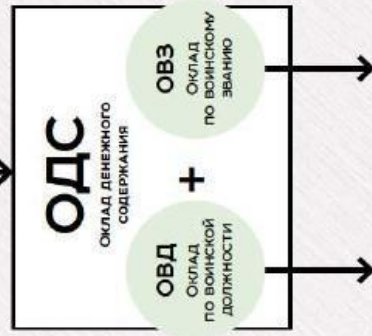 ОДС
ОКЛАД ДЕНЕЖНОГО
СОДЕРЖАНИЯ
ОВД
ОКЛАД
ПО ВОИНСКОЙ
ДОЛЖНОСТИ
+
ОВЗ
ОКЛАД
ПО ВОИНСКОМУ
ЗВАНИЮ